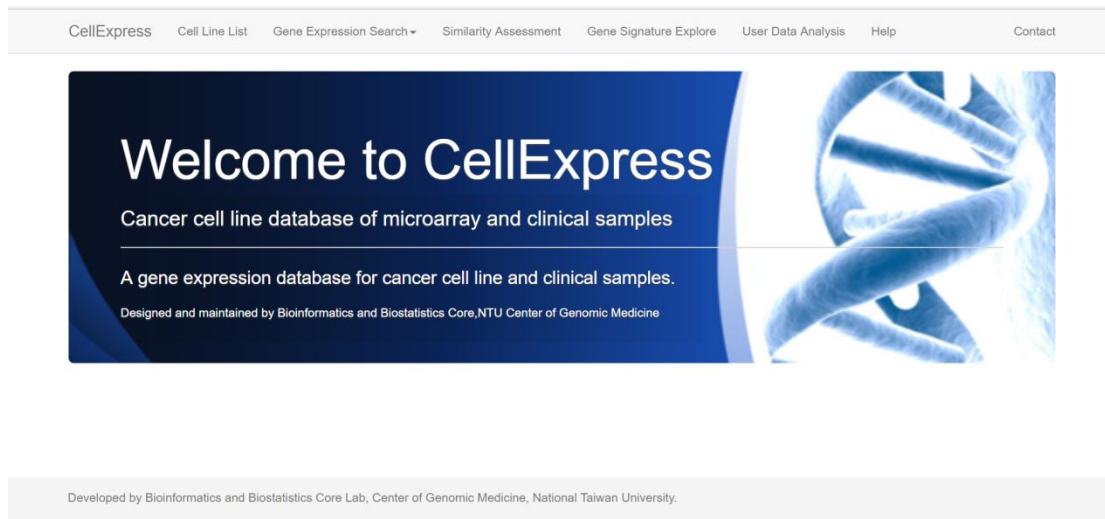 CellExpress Cell Line List Gene Expression Search Similarity Assessment Gene Signature Explore User Data Analysis Help Contact
Welcome to CellExpress
Cancer cell line database of microarray and clinical samples
A gene expression database for cancer cell line and clinical samples.
Designed and maintained by Bioinformatics and Biostatistics Core,NTU Center of Genomic Medicine
Developed by Bioinformatics and Biostatistics Core Lab, Center of Genomic Medicine, National Taiwan University.